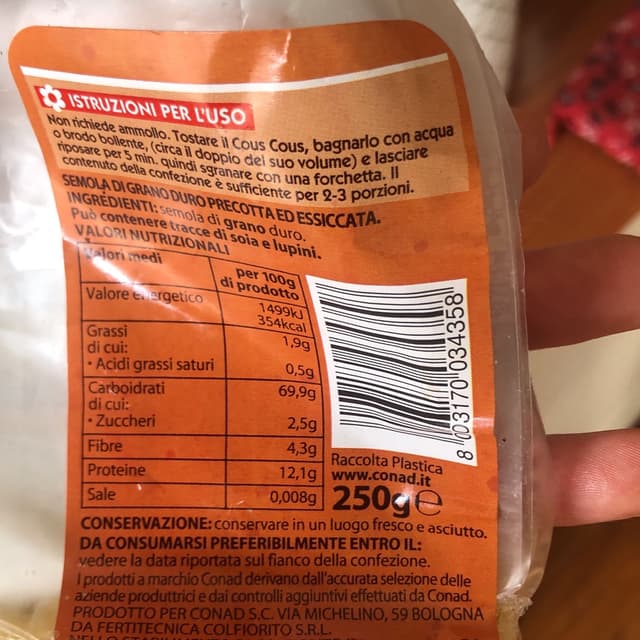 ISTRUZIONI PER L'USO
Non richiede ammollo. Tostare il Cous Cous, bagnarlo con acqua
o brodo bollente, (circa il doppio del suo volume) e lasciare
riposare per 5 min. quindi sgranare con una forchetta. Il
contenuto della confezione è sufficiente per 2-3 porzioni.
SEMOLA DI GRANO DURO PRECOTTA ED ESSICCATA.
INGREDIENTI: semola di grano duro.
Può contenere tracce di soia e lupini.
VALORI NUTRIZIONALI
Valori medi per 100g
di prodotto
Valore energetico 1499kJ
354kcal
Grassi 1,9g
di cui:
• Acidi grassi saturi 0,5g
Carboidrati 69,9g
di cui:
• Zuccheri 2,5g
Fibre 4,3g
Proteine 12,1g
Sale 0,008g
8 003170 034358
Raccolta Plastica
www.conad.it
250g e
CONSERVAZIONE: conservare in un luogo fresco e asciutto.
DA CONSUMARSI PREFERIBILMENTE ENTRO IL:
vedere la data riportata sul fianco della confezione.
I prodotti a marchio Conad derivano dall'accurata selezione delle
aziende produttrici e dai controlli aggiuntivi effettuati da Conad.
PRODOTTO PER CONAD S.C. VIA MICHELINO, 59 BOLOGNA
DA FERTITECNICA COLFIORITO S.R.L.